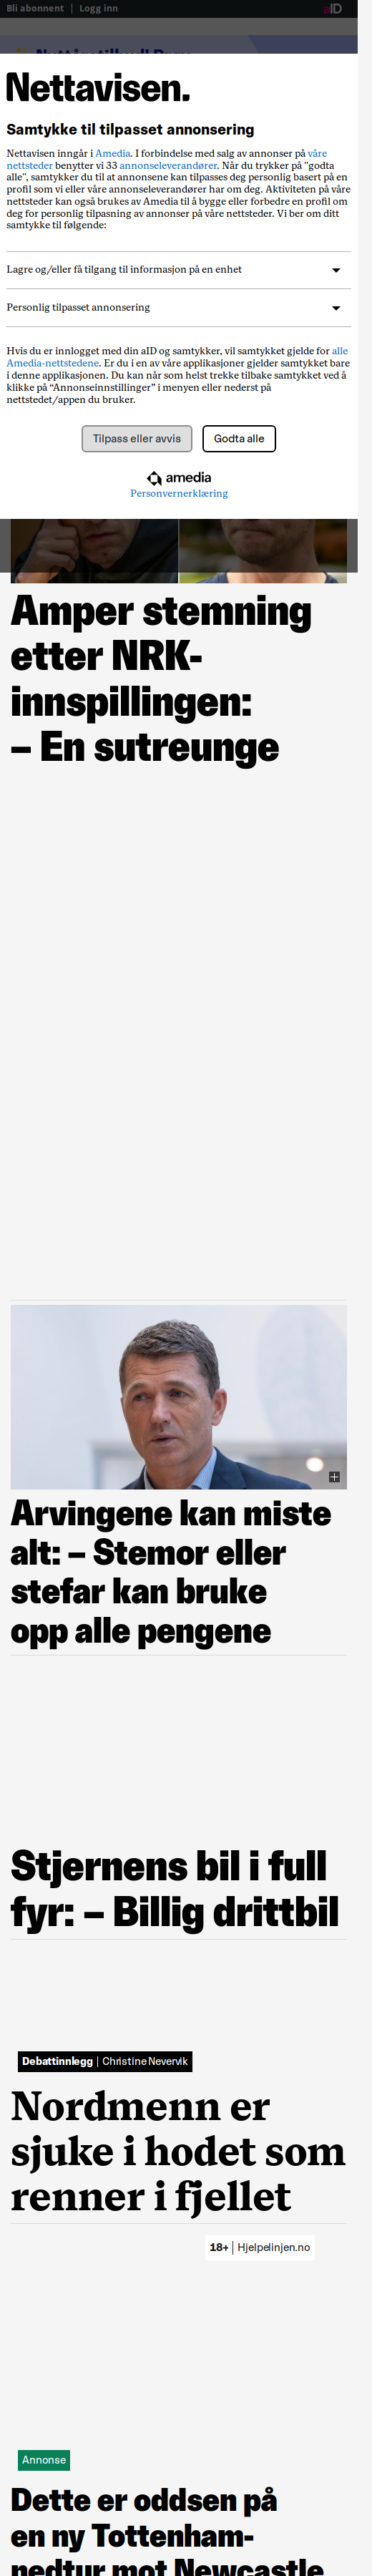 Bli abonnent | Logg inn
aID
Nettavisen.
Samtykke til tilpasset annonsering
Nettavisen inngår i Amedia. I forbindelse med salg av annonser på våre
nettsteder benytter vi 33 annonseleverandører. Når du trykker på "godta
alle", samtykker du til at annonsene kan tilpasses deg personlig basert på en
profil som vi eller våre annonseleverandører har om deg. Aktiviteten på våre
nettsteder kan også brukes av Amedia til å bygge eller forbedre en profil om
deg for personlig tilpasning av annonser på våre nettsteder. Vi ber om ditt
samtykke til følgende:
Lagre og/eller få tilgang til informasjon på en enhet
Personlig tilpasset annonsering
Hvis du er innlogget med din aID og samtykker, vil samtykket gjelde for alle
Amedia-nettstedene. Er du i en av våre applikasjoner gjelder samtykket bare
i denne applikasjonen. Du kan når som helst trekke tilbake samtykket ved å
klikke på “Annonseinnstillinger” i menyen eller nederst på
nettstedet/appen du bruker.
Tilpass eller avvis
Godta alle
amedia
Personvernerklæring
Amper stemning
etter NRK-
innspillingen:
– En sutreunge
Arvingene kan miste
alt: – Stemor eller
stefar kan bruke
opp alle pengene
Stjernens bil i full
fyr: – Billig drittbil
Debattinnlegg | Christine Nevervik
Nordmenn er
sjuke i hodet som
renner i fjellet
18+ | Hjelpelinjen.no
Annonse
Dette er oddsen på
en ny Tottenham-
nedtur mot Newcastle